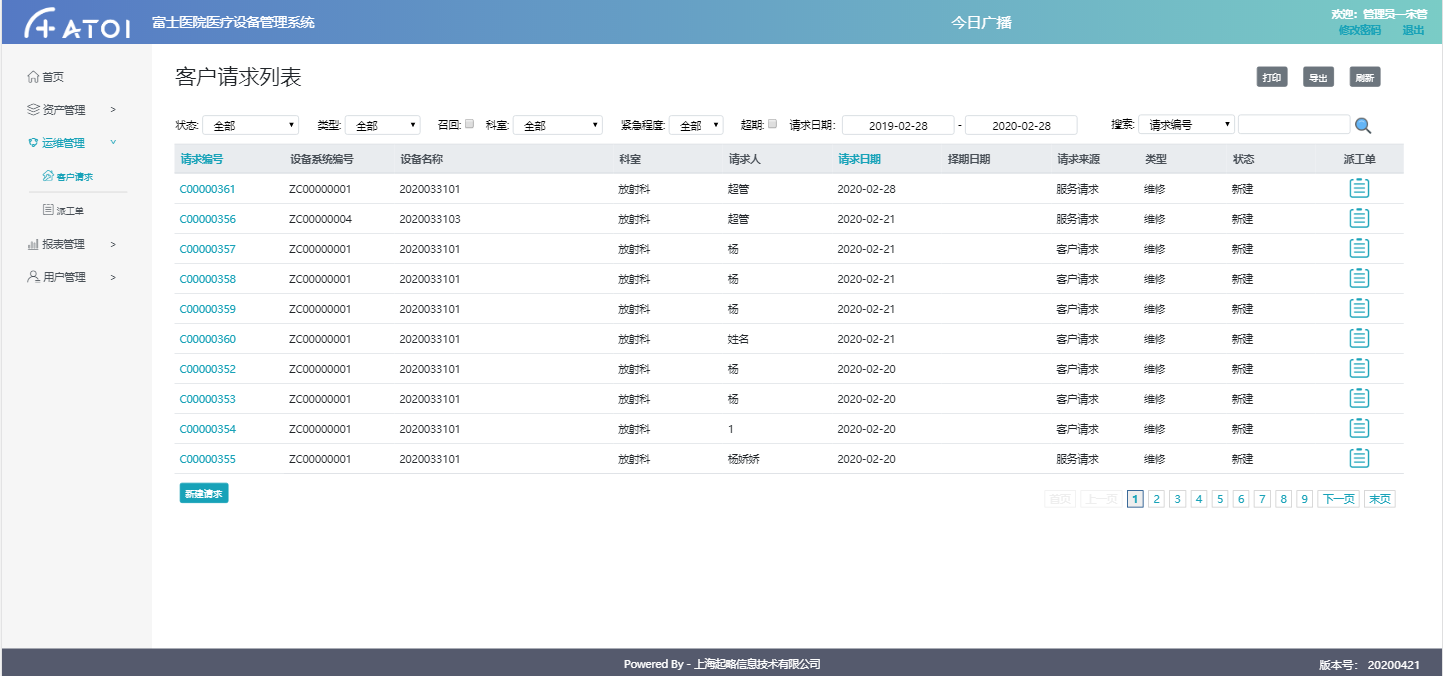 ATOI 富士医院医疗设备管理系统 今日广播 欢迎：管理员—宋管
修改密码 退出
首页
资产管理 >
运维管理
客户请求
派工单
报表管理 >
用户管理 >
客户请求列表 打印 导出 刷新
状态: 全部 类型: 全部 召回: 科室: 全部 紧急程度: 全部 超期: 请求日期: 2019-02-28 - 2020-02-28 搜索: 请求编号
请求编号 设备系统编号 设备名称 科室 请求人 请求日期 择期日期 请求来源 类型 状态 派工单
C00000361 ZC00000001 2020033101 放射科 超管 2020-02-28 服务请求 维修 新建
C00000356 ZC00000004 2020033103 放射科 超管 2020-02-21 服务请求 维修 新建
C00000357 ZC00000001 2020033101 放射科 杨 2020-02-21 客户请求 维修 新建
C00000358 ZC00000001 2020033101 放射科 杨 2020-02-21 客户请求 维修 新建
C00000359 ZC00000001 2020033101 放射科 杨 2020-02-21 客户请求 维修 新建
C00000360 ZC00000001 2020033101 放射科 姓名 2020-02-21 客户请求 维修 新建
C00000352 ZC00000001 2020033101 放射科 杨 2020-02-20 客户请求 维修 新建
C00000353 ZC00000001 2020033101 放射科 杨 2020-02-20 客户请求 维修 新建
C00000354 ZC00000001 2020033101 放射科 1 2020-02-20 客户请求 维修 新建
C00000355 ZC00000001 2020033101 放射科 杨娇娇 2020-02-20 服务请求 维修 新建
新建请求 首页 上一页 1 2 3 4 5 6 7 8 9 下一页 末页
Powered By - 上海起略信息技术有限公司 版本号： 20200421